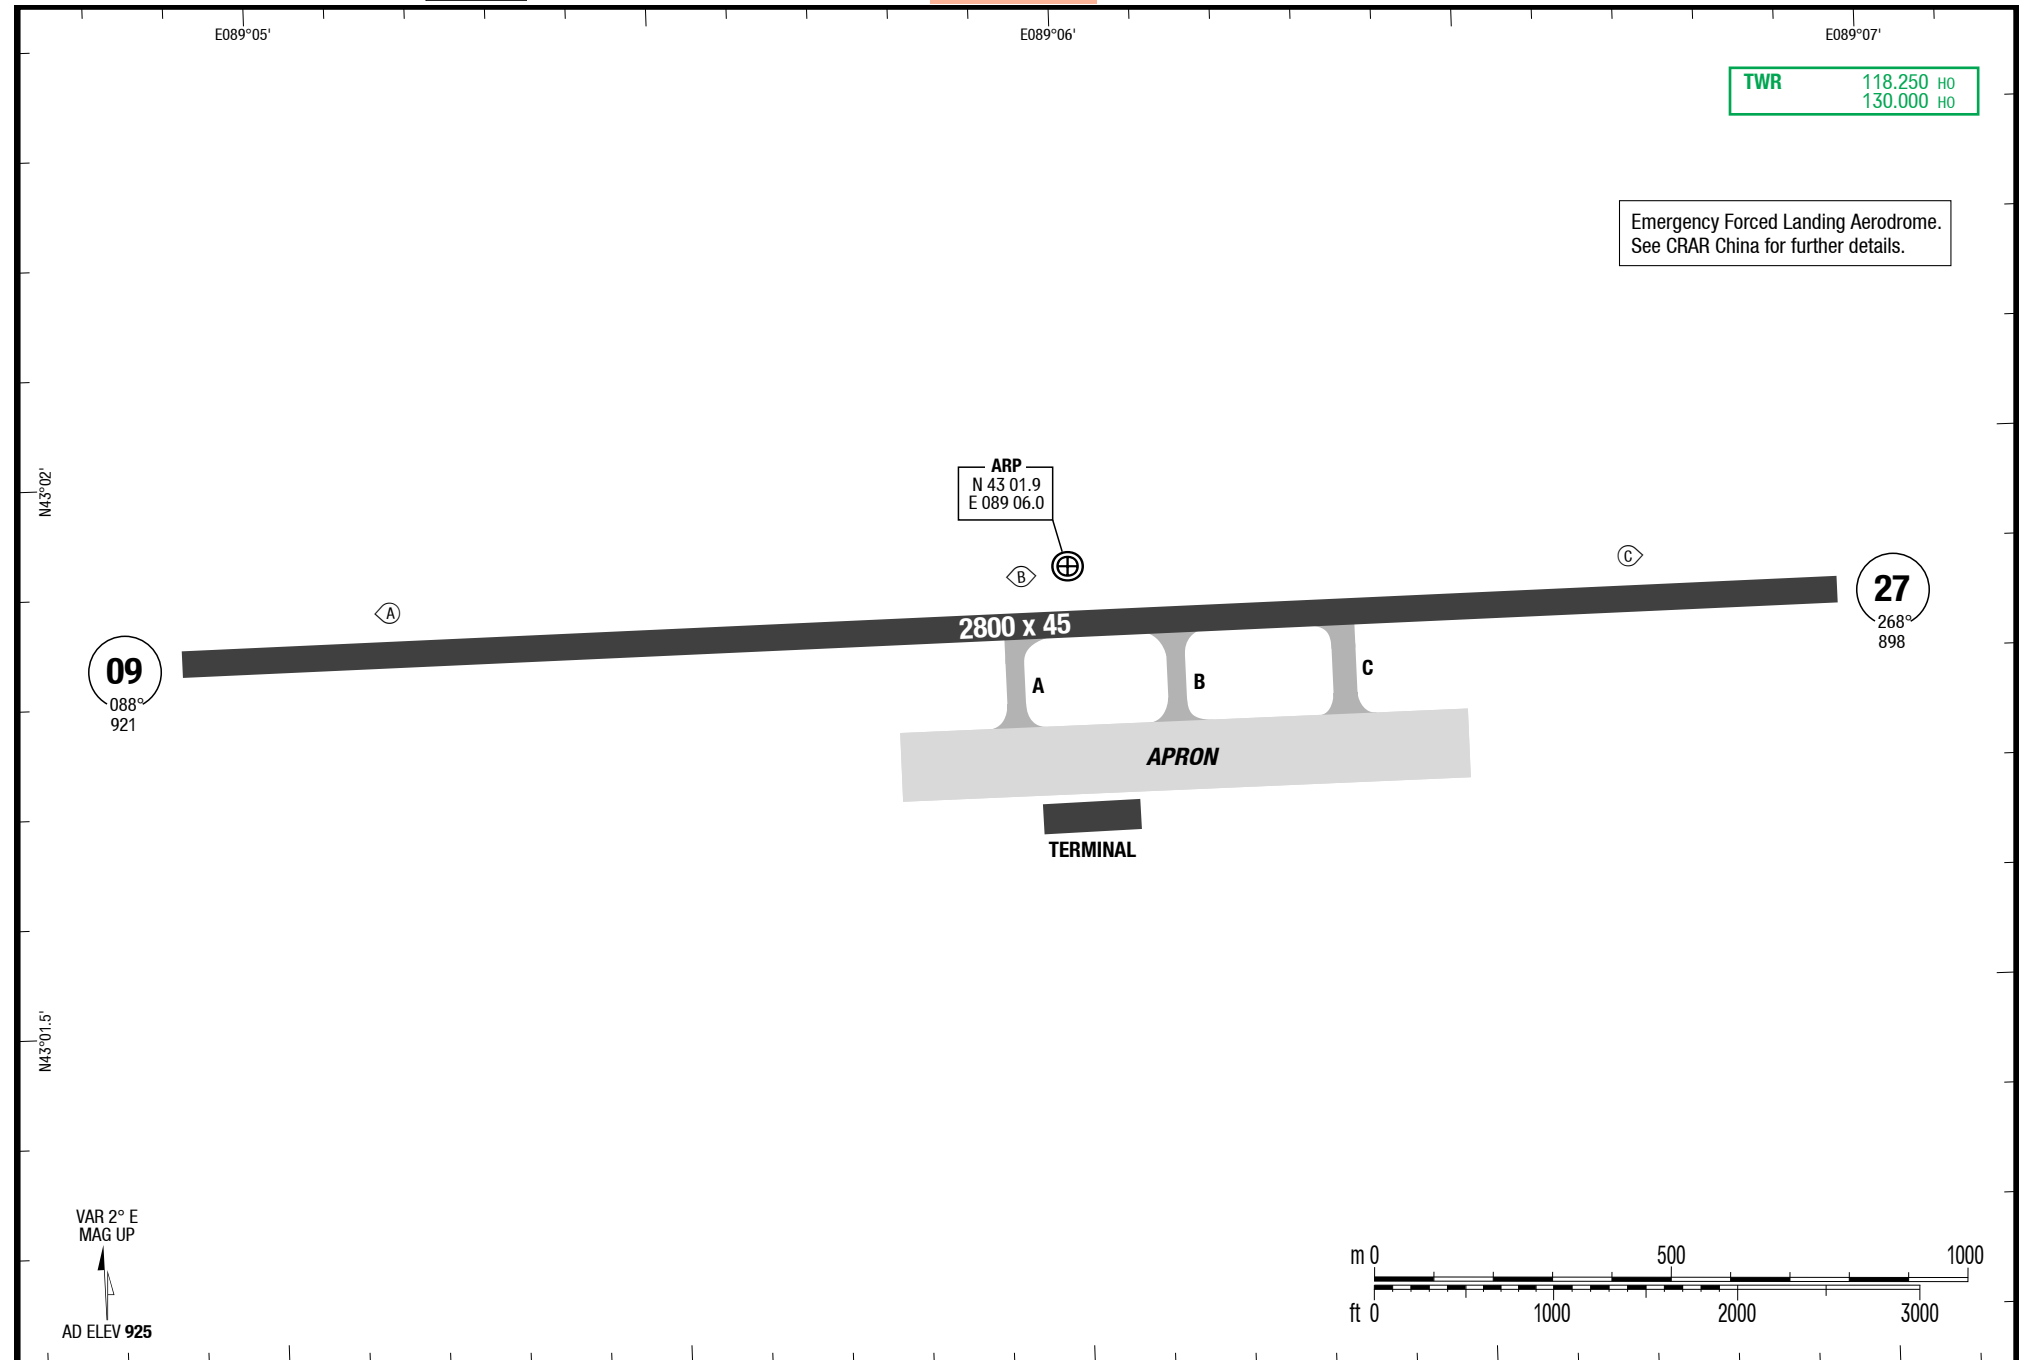 E089°05'
E089°06'
E089°07'
TWR 118.250 HO
130.000 HO
Emergency Forced Landing Aerodrome.
See CRAR China for further details.
N43°02'
ARP
N 43 01.9
E 089 06.0
A
B
C
2800 x 45
09
088°
921
27
268°
898
A
B
C
APRON
TERMINAL
N43°01.5'
VAR 2° E
MAG UP
AD ELEV 925
m 0 500 1000
ft 0 1000 2000 3000